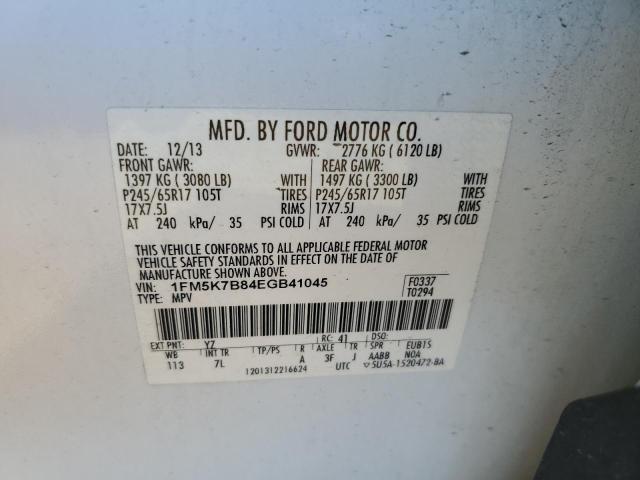 MFD. BY FORD MOTOR CO.
DATE: 12/13 GVWR: 2776 KG ( 6120 LB)
FRONT GAWR: REAR GAWR:
1397 KG ( 3080 LB) WITH 1497 KG ( 3300 LB) WITH
P245/65R17 105T TIRES P245/65R17 105T TIRES
17X7.5J RIMS 17X7.5J RIMS
AT 240 kPa/ 35 PSI COLD AT 240 kPa/ 35 PSI COLD
THIS VEHICLE CONFORMS TO ALL APPLICABLE FEDERAL MOTOR
VEHICLE SAFETY STANDARDS IN EFFECT ON THE DATE OF
MANUFACTURE SHOWN ABOVE.
VIN: 1FM5K7B84EGB41045 F0337
TYPE: MPV T0294
EXT PNT: YZ RC: 41 DSO:
WB INT TR TP/PS R AXLE TR SPR EUB1S
113 7L A 3F J AABB NOA
1201312216624 UTC 5U5A-1520472-BA